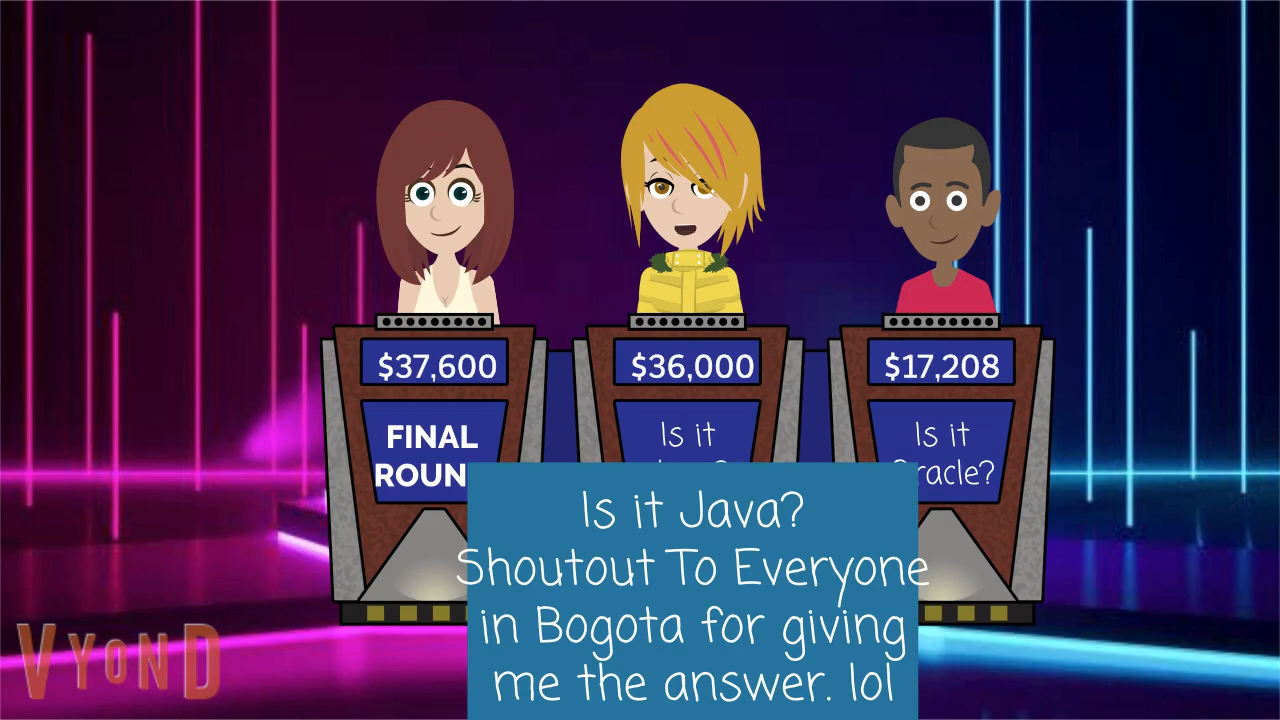 $37,600
$36,000
$17,208
FINAL
ROUN
Is it
Is it
Oracle?
Is it Java?
Shoutout To Everyone
in Bogota for giving
me the answer. lol
VYOND